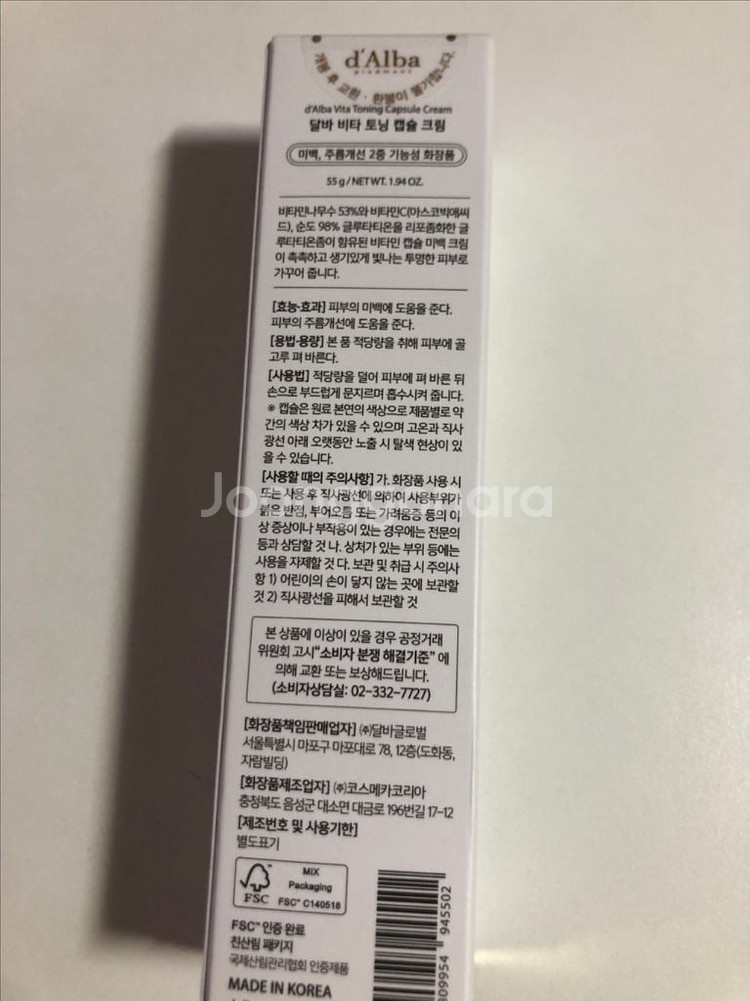 d'Alba
piedmont
개봉 후 교환 · 환불이 불가합니다.
d'Alba Vita Toning Capsule Cream
달바 비타 토닝 캡슐 크림
미백, 주름개선 2중 기능성 화장품
55 g / NET WT. 1.94 OZ.
비타민나무수 53%와 비타민C(아스코빅애씨
드), 순도 98% 글루타티온을 리포좀화한 글
루타티온좀이 함유된 비타민 캡슐 미백 크림
이 촉촉하고 생기있게 빛나는 투명한 피부로
가꾸어 줍니다.
[효능·효과] 피부의 미백에 도움을 준다.
피부의 주름개선에 도움을 준다.
[용법·용량] 본 품 적당량을 취해 피부에 골
고루 펴 바른다.
[사용법] 적당량을 덜어 피부에 펴 바른 뒤
손으로 부드럽게 문지르며 흡수시켜 줍니다.
※ 캡슐은 원료 본연의 색상으로 제품별로 약
간의 색상 차가 있을 수 있으며 고온과 직사
광선 아래 오랫동안 노출 시 탈색 현상이 있
을 수 있습니다.
[사용할 때의 주의사항] 가. 화장품 사용 시
또는 사용 후 직사광선에 의하여 사용부위가
붉은 반점, 부어오름 또는 가려움증 등의 이
상 증상이나 부작용이 있는 경우에는 전문의
등과 상담할 것 나. 상처가 있는 부위 등에는
사용을 자제할 것 다. 보관 및 취급 시 주의사
항 1) 어린이의 손이 닿지 않는 곳에 보관할
것 2) 직사광선을 피해서 보관할 것
본 상품에 이상이 있을 경우 공정거래
위원회 고시“소비자 분쟁 해결기준” 에
의해 교환 또는 보상해드립니다.
(소비자상담실: 02-332-7727)
[화장품책임판매업자] ㈜달바글로벌
서울특별시 마포구 마포대로 78, 12층(도화동,
자람빌딩)
[화장품제조업자] ㈜코스메카코리아
충청북도 음성군 대소면 대금로 196번길 17-12
[제조번호 및 사용기한]
별도표기
MIX
Packaging
FSC
FSC™ C140518
FSC™ 인증 완료
친산림 패키지
국제산림관리협회 인증제품
MADE IN KOREA
809954 945502